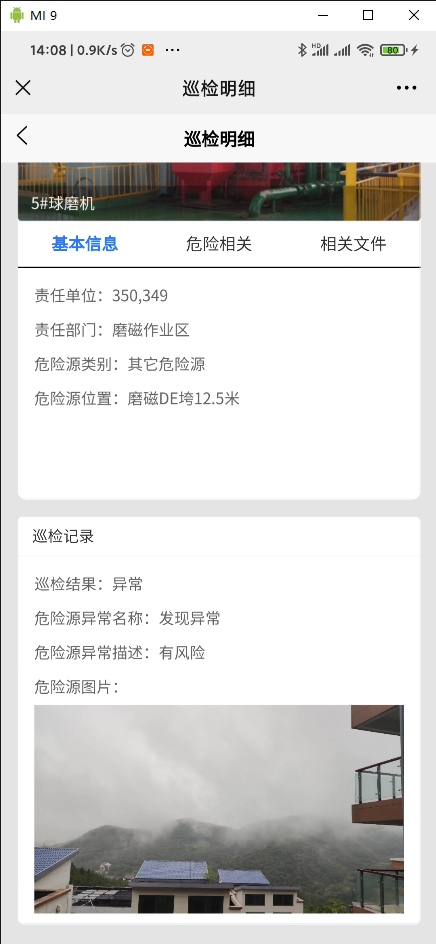 MI 9
14:08 | 0.9K/s ...
HD
80
巡检明细
巡检明细
5#球磨机
基本信息 危险相关 相关文件
责任单位：350,349
责任部门：磨磁作业区
危险源类别：其它危险源
危险源位置：磨磁DE垮12.5米
巡检记录
巡检结果：异常
危险源异常名称：发现异常
危险源异常描述：有风险
危险源图片：